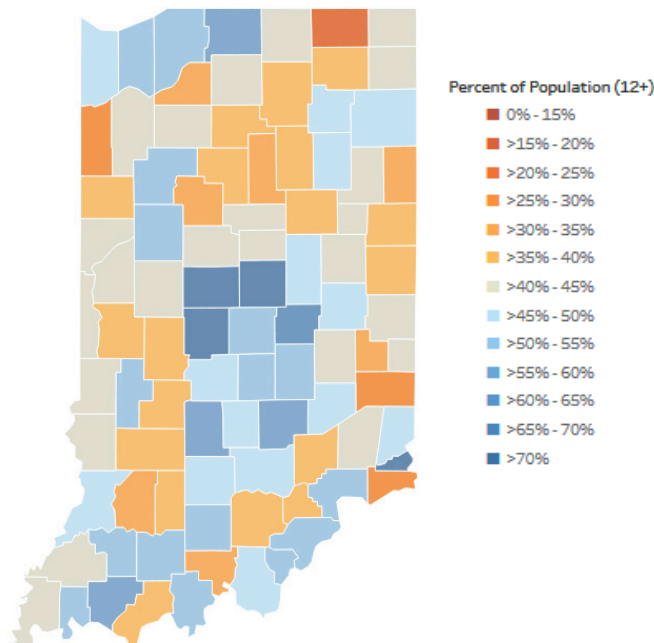 Percent of Population (12+)
0% - 15%
>15% - 20%
>20% - 25%
>25% - 30%
>30% - 35%
>35% - 40%
>40% - 45%
>45% - 50%
>50% - 55%
>55% - 60%
>60% - 65%
>65% - 70%
>70%